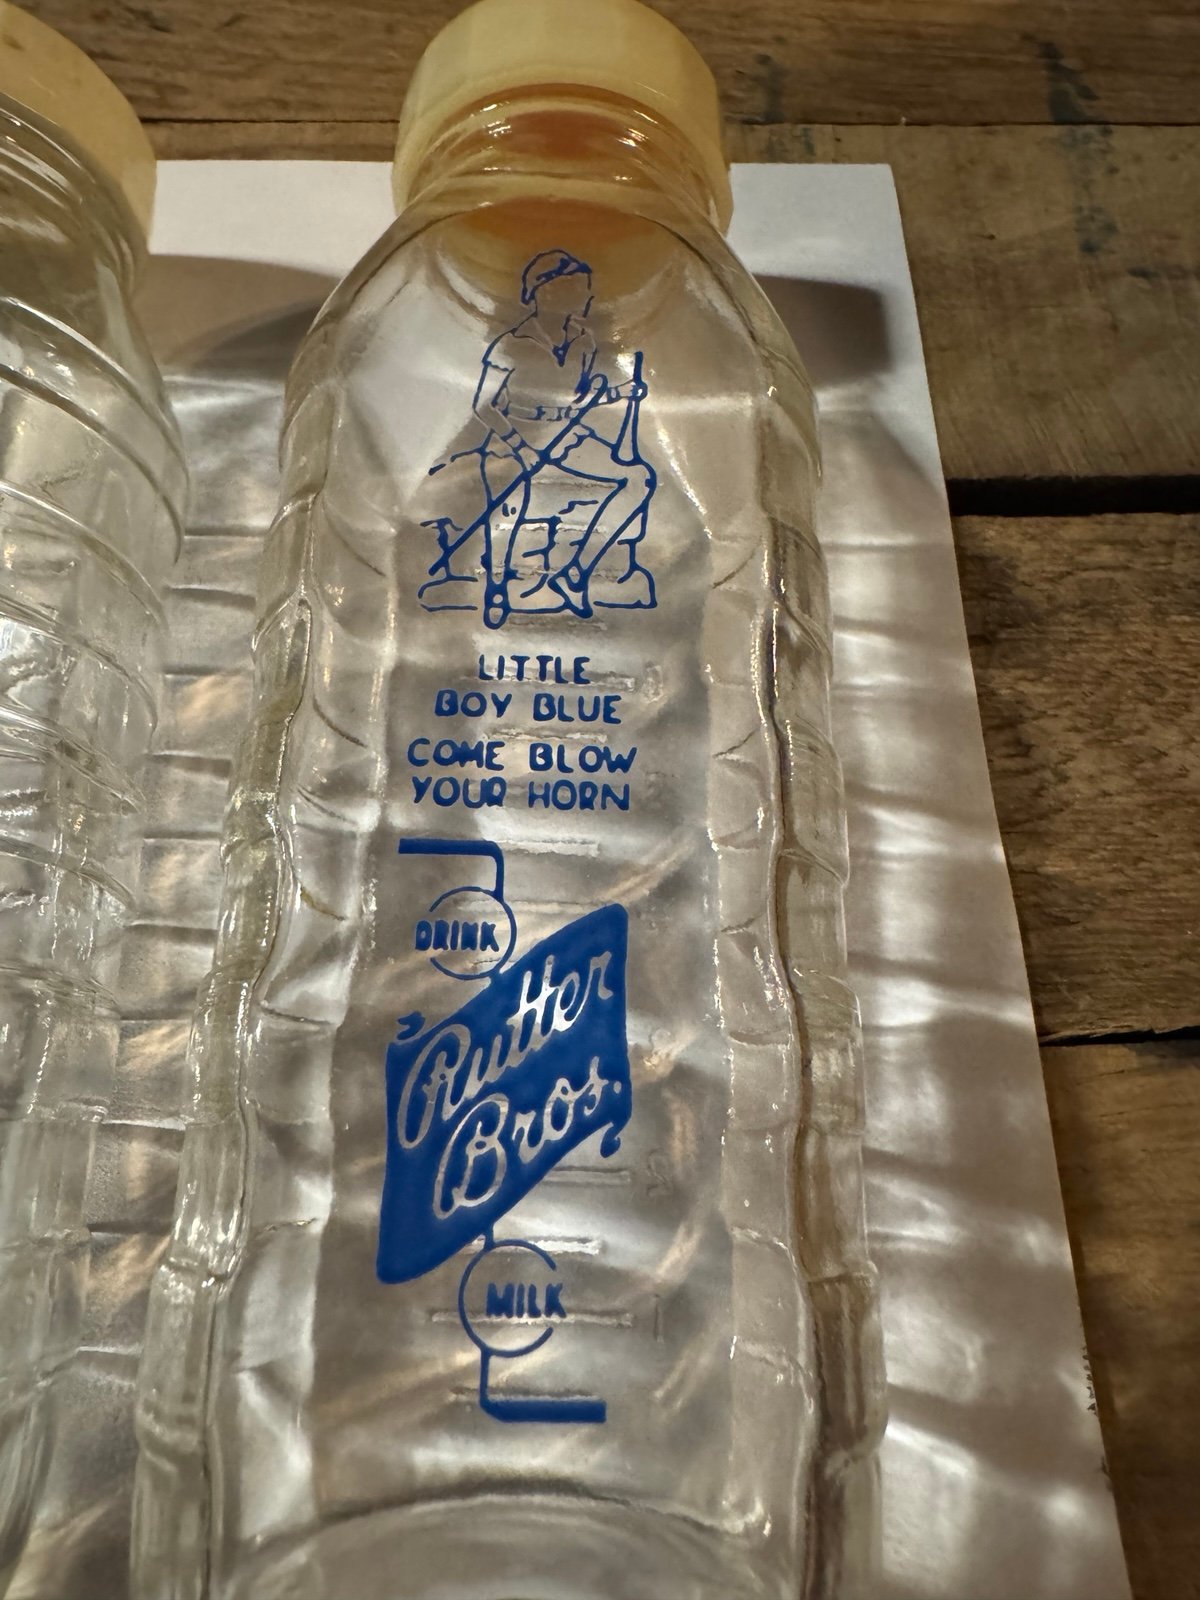 LITTLE
BOY BLUE
COME BLOW
YOUR HORN
DRINK
Rutter
Bros.
MILK